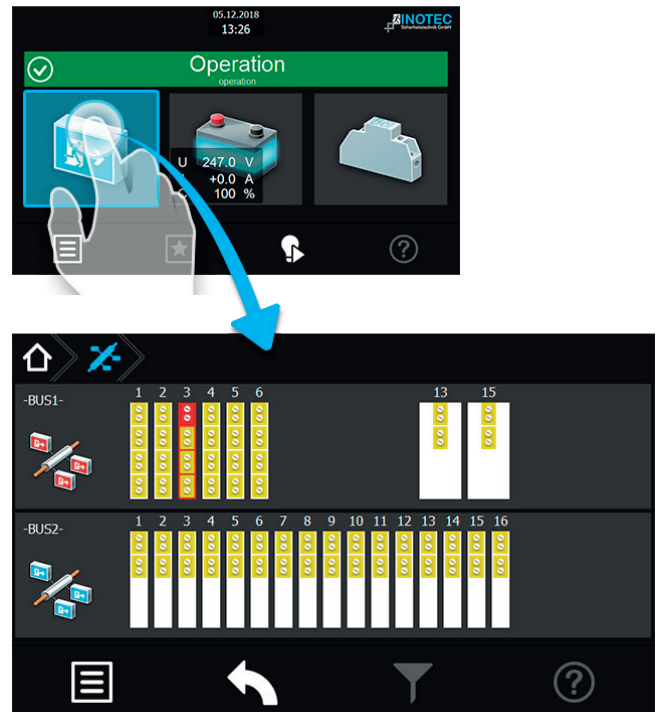 05.12.2018
13:26
INOTEC
Sicherheitstechnik GmbH
Operation
operation
U 247.0 V
+0.0 A
C 100 %
-BUS1-
1 2 3 4 5 6 13 15
-BUS2-
1 2 3 4 5 6 7 8 9 10 11 12 13 14 15 16